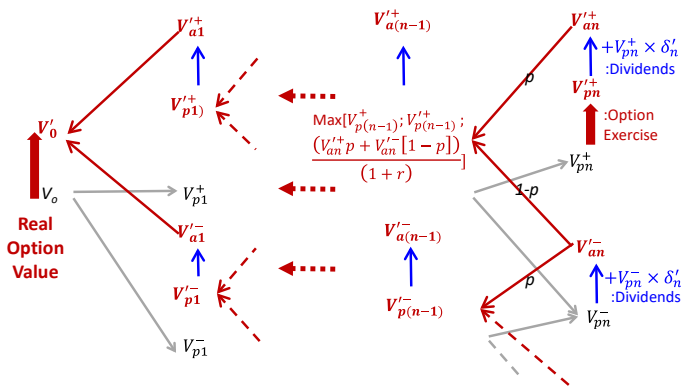 V'⁺ₐ₁
V'⁺ₐ₍ₙ₋₁₎
V'⁺ₐₙ
+V⁺ₚₙ × δ'ₙ
:Dividends
p
V'⁺ₚ₁₎
V'⁺ₚₙ
Max[V⁺ₚ₍ₙ₋₁₎; V'⁺ₚ₍ₙ₋₁₎;
(V'⁺ₐₙp + V'⁻ₐₙ[1 − p])
(1 + r)
]
:Option
Exercise
V'₀
V⁺ₚₙ
Vₒ
V⁺ₚ₁
1-p
Real
Option
Value
V'⁻ₐ₁
V'⁻ₐ₍ₙ₋₁₎
V'⁻ₐₙ
p
+V⁻ₚₙ × δ'ₙ
:Dividends
V'⁻ₚ₁
V'⁻ₚ₍ₙ₋₁₎
V⁻ₚₙ
V⁻ₚ₁